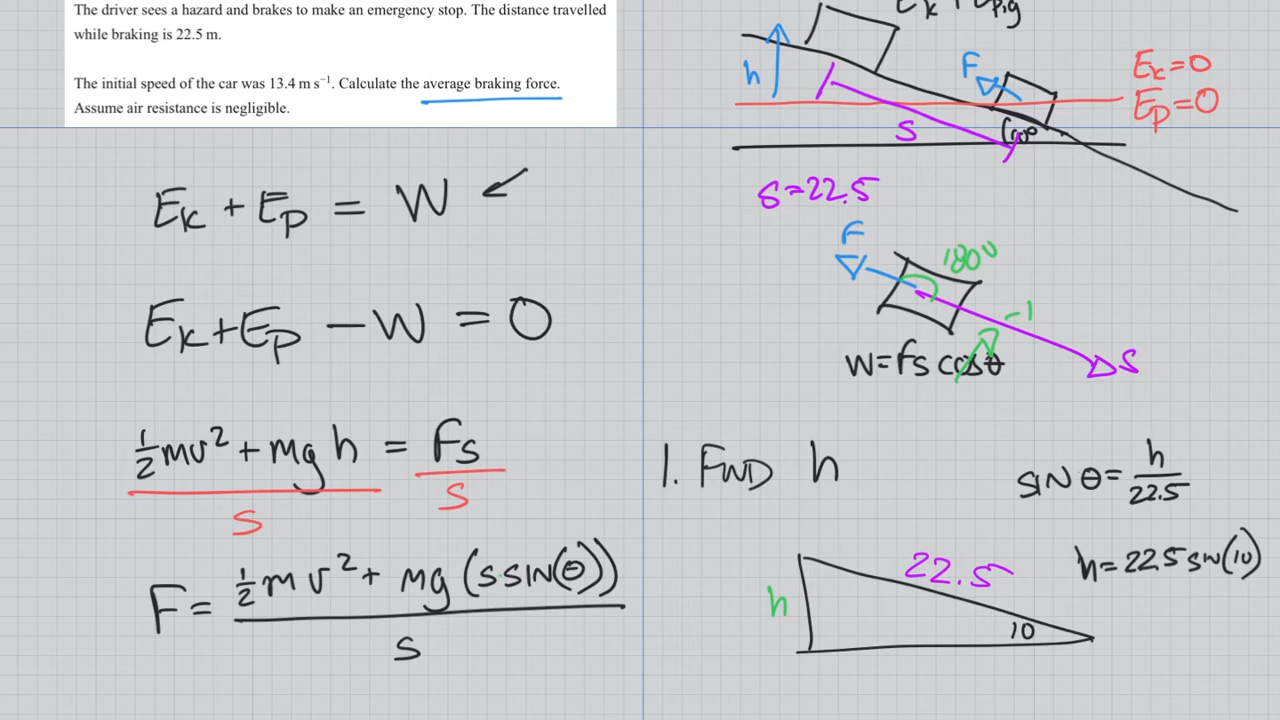 The driver sees a hazard and brakes to make an emergency stop. The distance travelled
while braking is 22.5 m.
The initial speed of the car was 13.4 m s⁻¹. Calculate the average braking force.
Assume air resistance is negligible.
h
F
S
10°
Ek=0
Ep=0
S=22.5
Ek + Ep = W
Ek+Ep − W = 0
F
180°
-1
S
W=Fs cosθ
½mv² + mgh = Fs
S
S
F = ½mv² + mg(s·SIN(θ))
S
1. FIND h
SIN θ = h/22.5
h=22.5 sin(10)
h
22.5
10